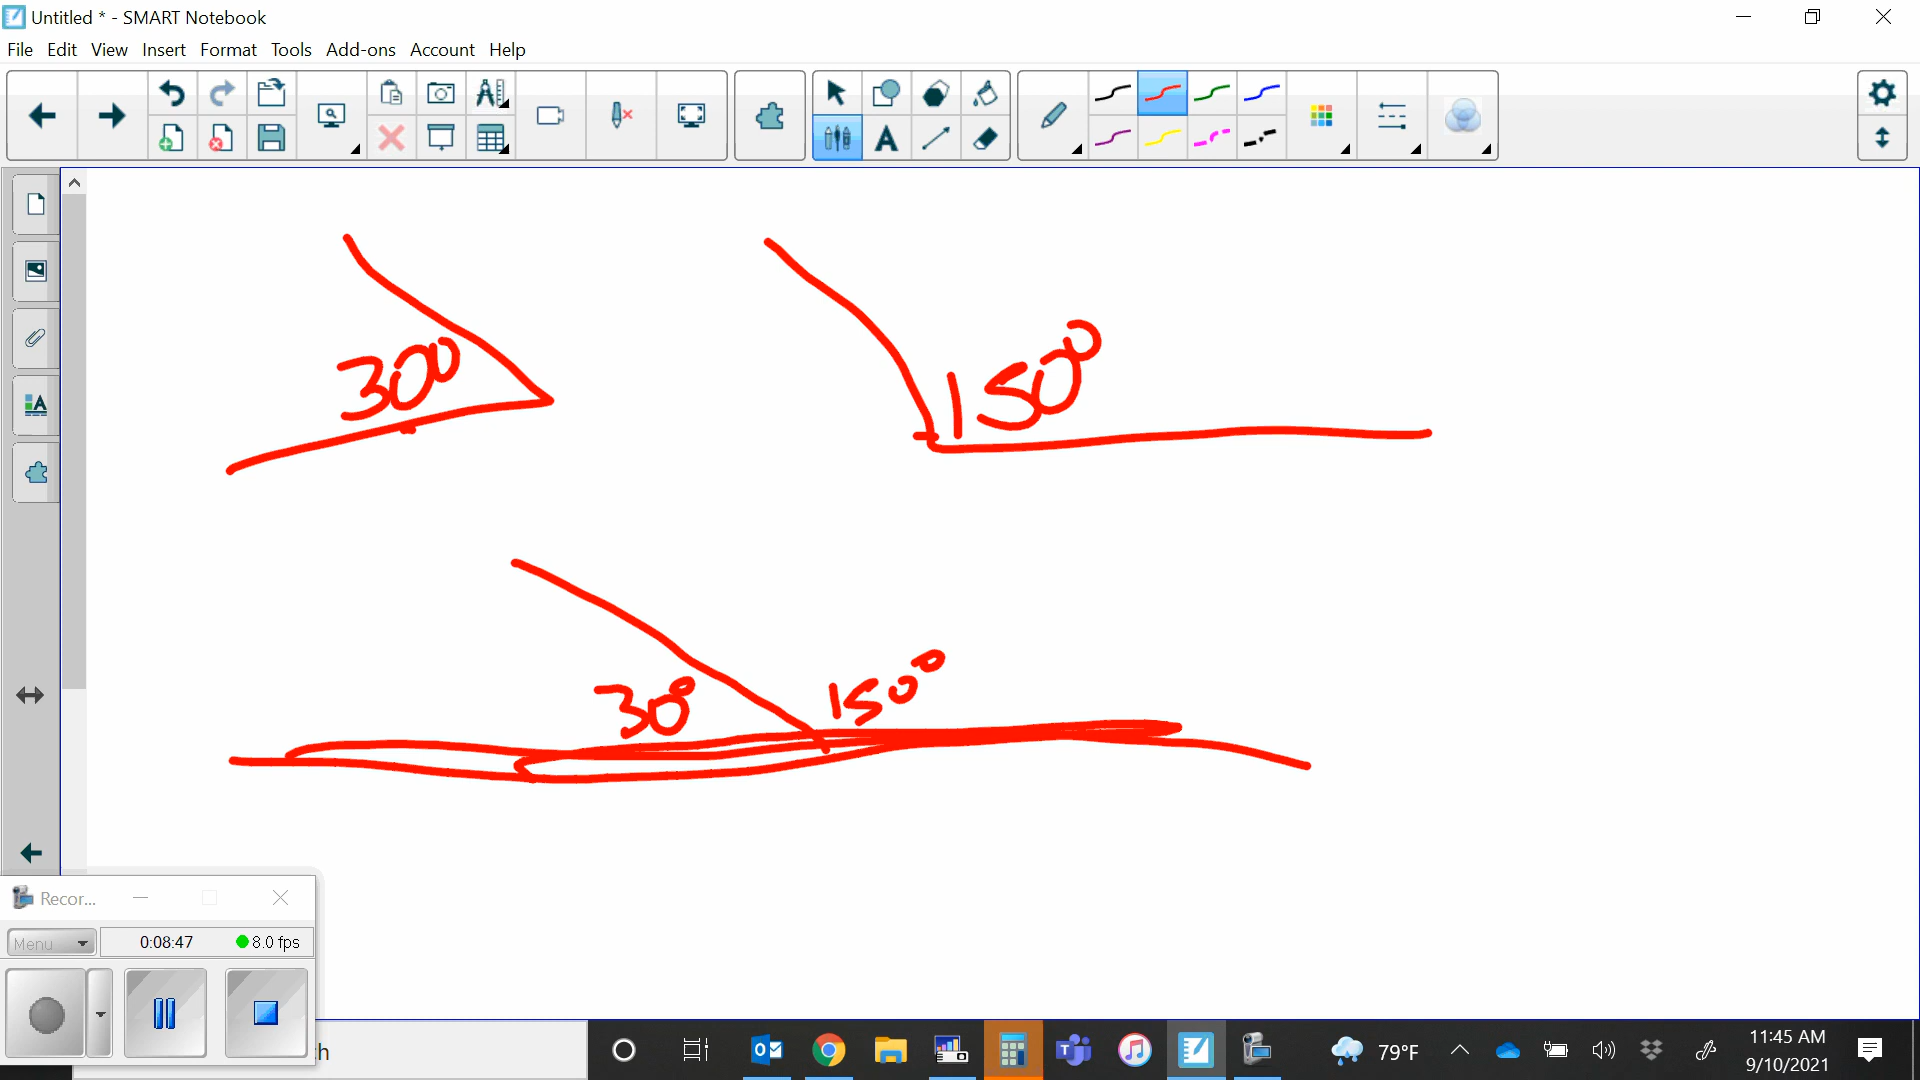 Untitled * - SMART Notebook
File Edit View Insert Format Tools Add-ons Account Help
30°
150°
30°
150°
Recor...
Menu
0:08:47
8.0 fps
h
79°F
11:45 AM
9/10/2021